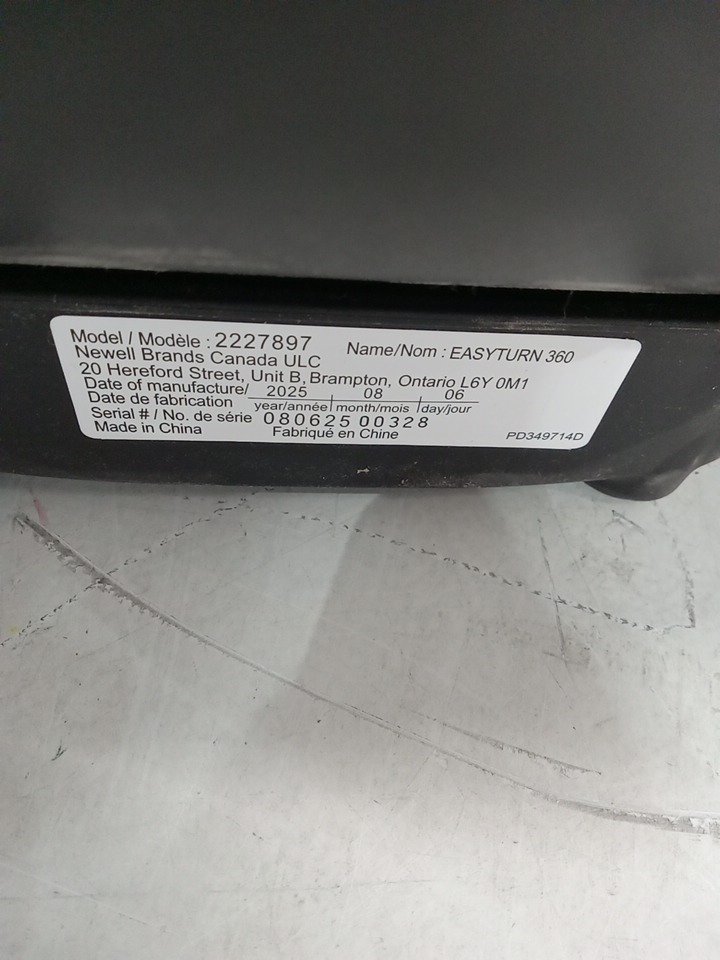 Model / Modèle : 2227897 Name/Nom : EASYTURN 360
Newell Brands Canada ULC
20 Hereford Street, Unit B, Brampton, Ontario L6Y 0M1
Date of manufacture/ 2025 08 06
Date de fabrication year/année month/mois day/jour
Serial # / No. de série 080625 00328
Made in China Fabriqué en Chine PD349714D